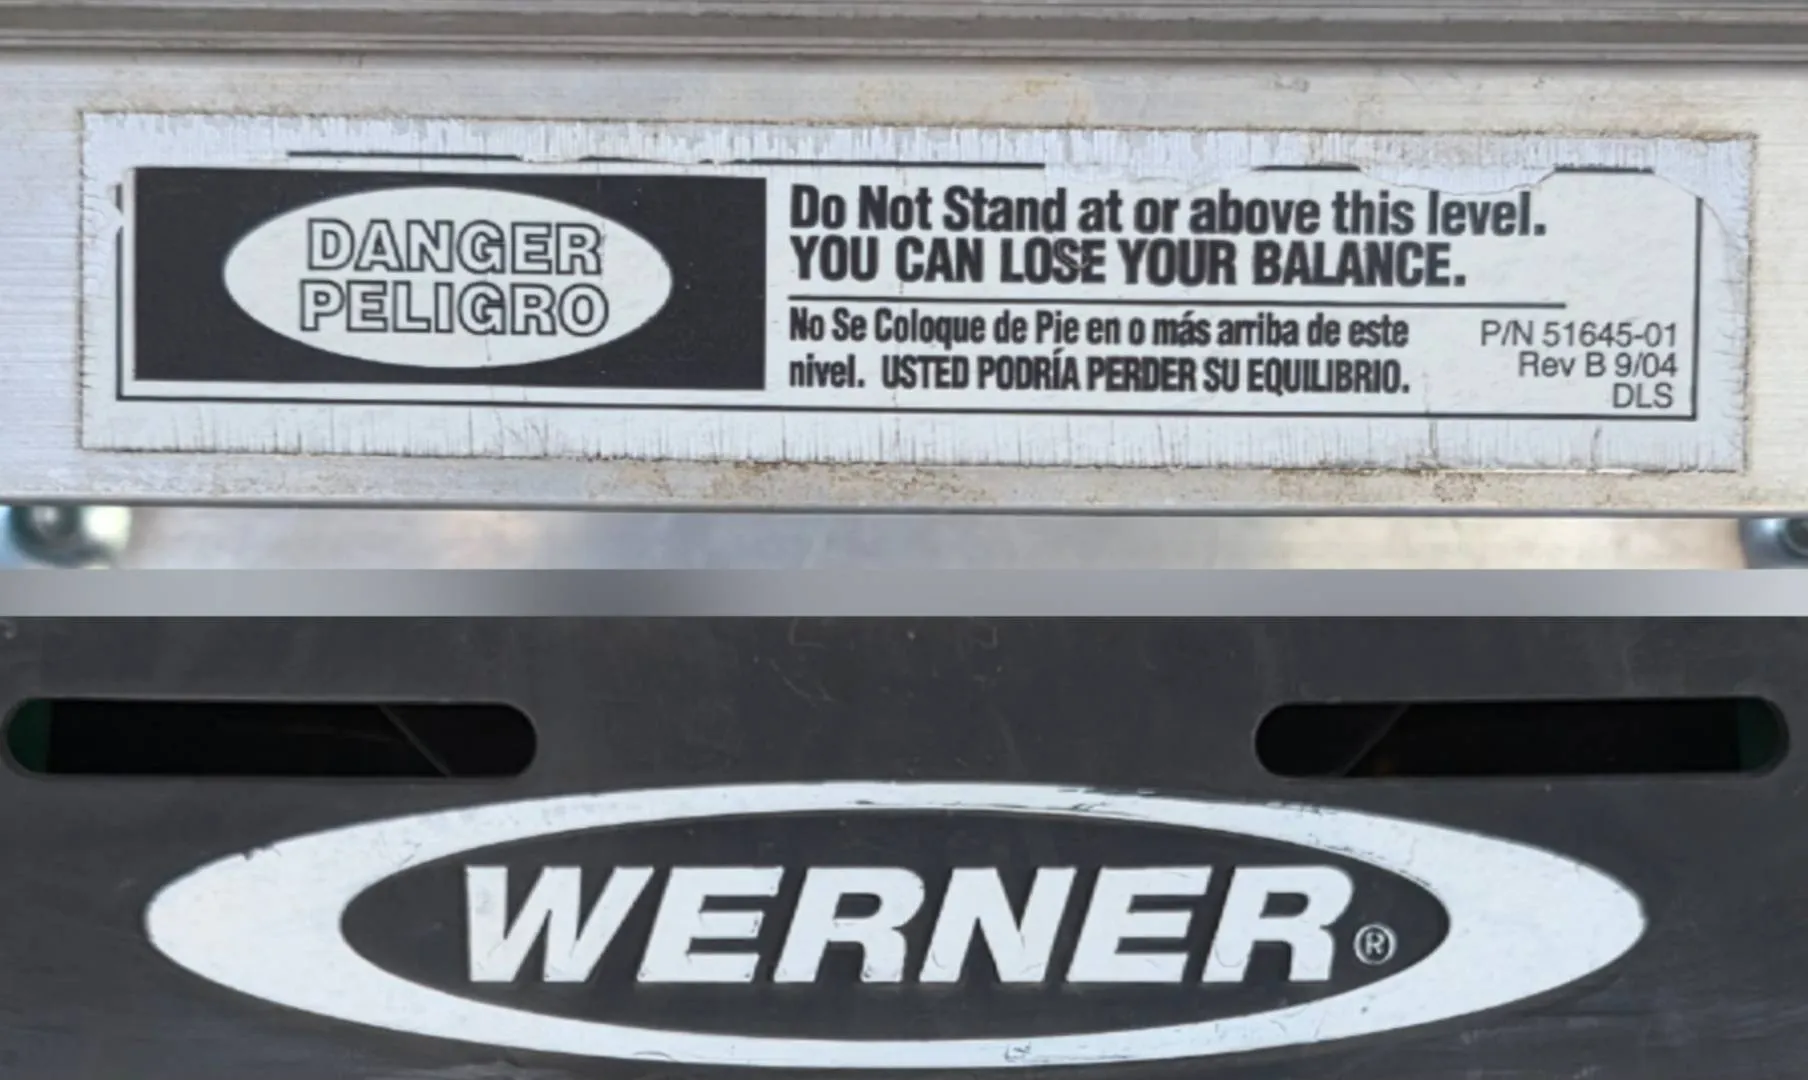 DANGER
PELIGRO
Do Not Stand at or above this level.
YOU CAN LOSE YOUR BALANCE.
No Se Coloque de Pie en o más arriba de este
nivel. USTED PODRÍA PERDER SU EQUILIBRIO.
P/N 51645-01
Rev B 9/04
DLS
WERNER®